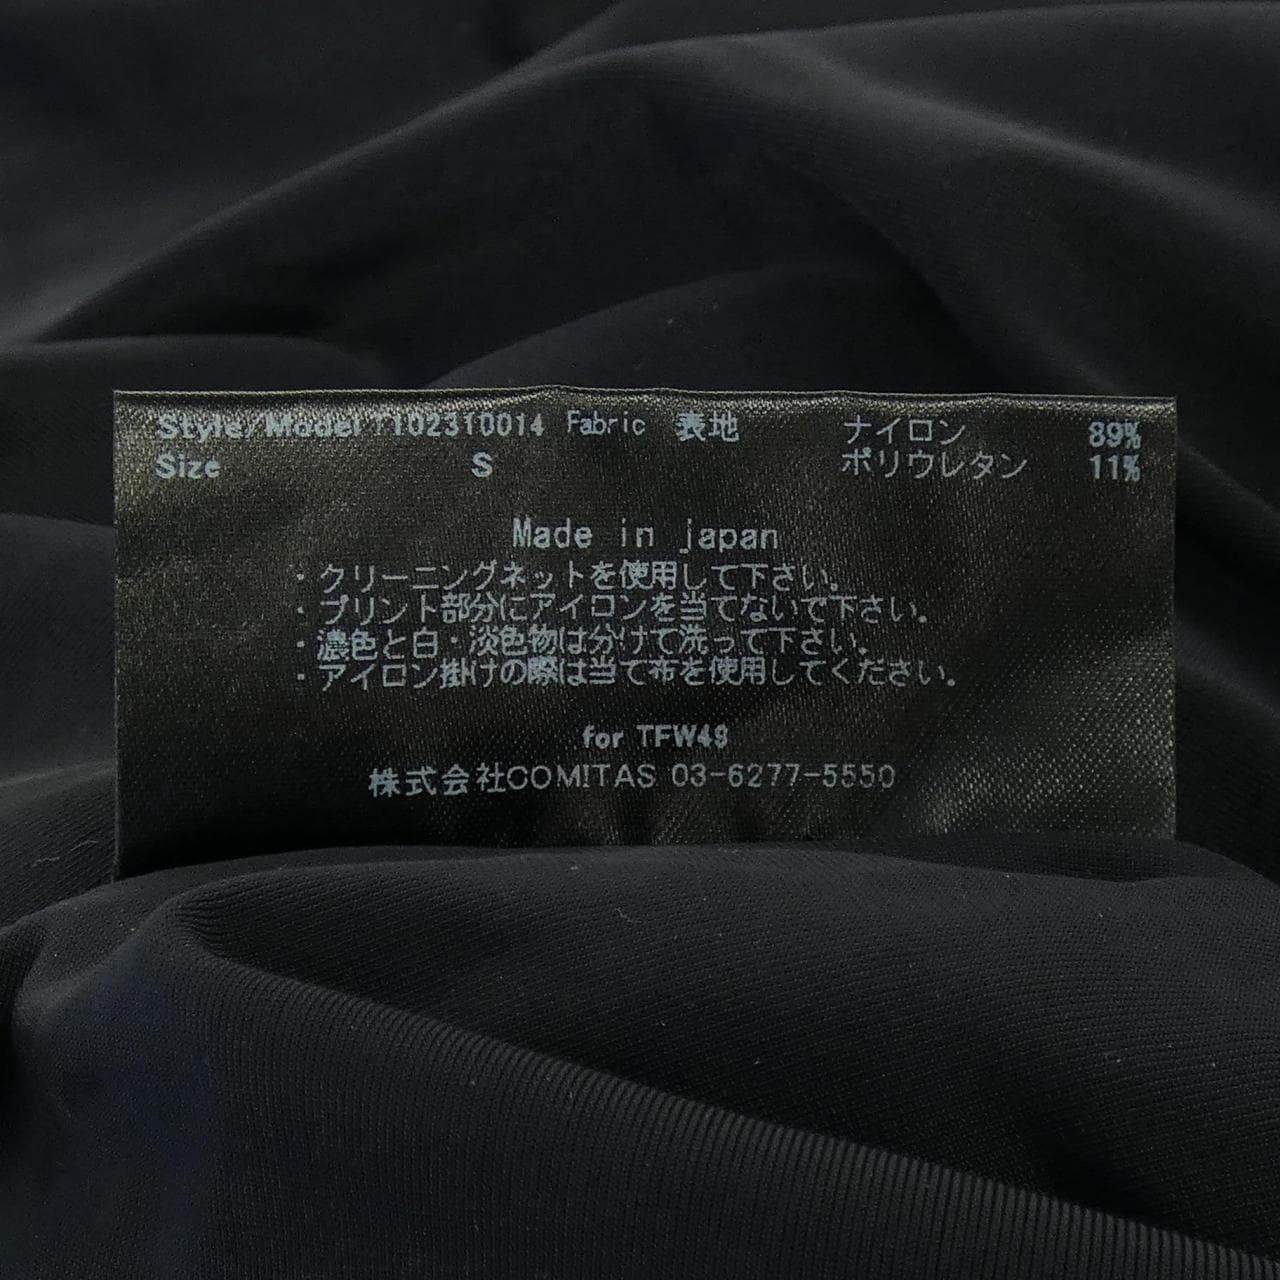 Style/Model T102310014 Fabric 表地 ナイロン 89%
Size S ポリウレタン 11%
Made in japan
・クリーニングネットを使用して下さい。
・プリント部分にアイロンを当てないで下さい。
・濃色と白・淡色物は分けて洗って下さい。
・アイロン掛けの際は当て布を使用してください。
for TFW49
株式会社COMITAS 03-6277-5550